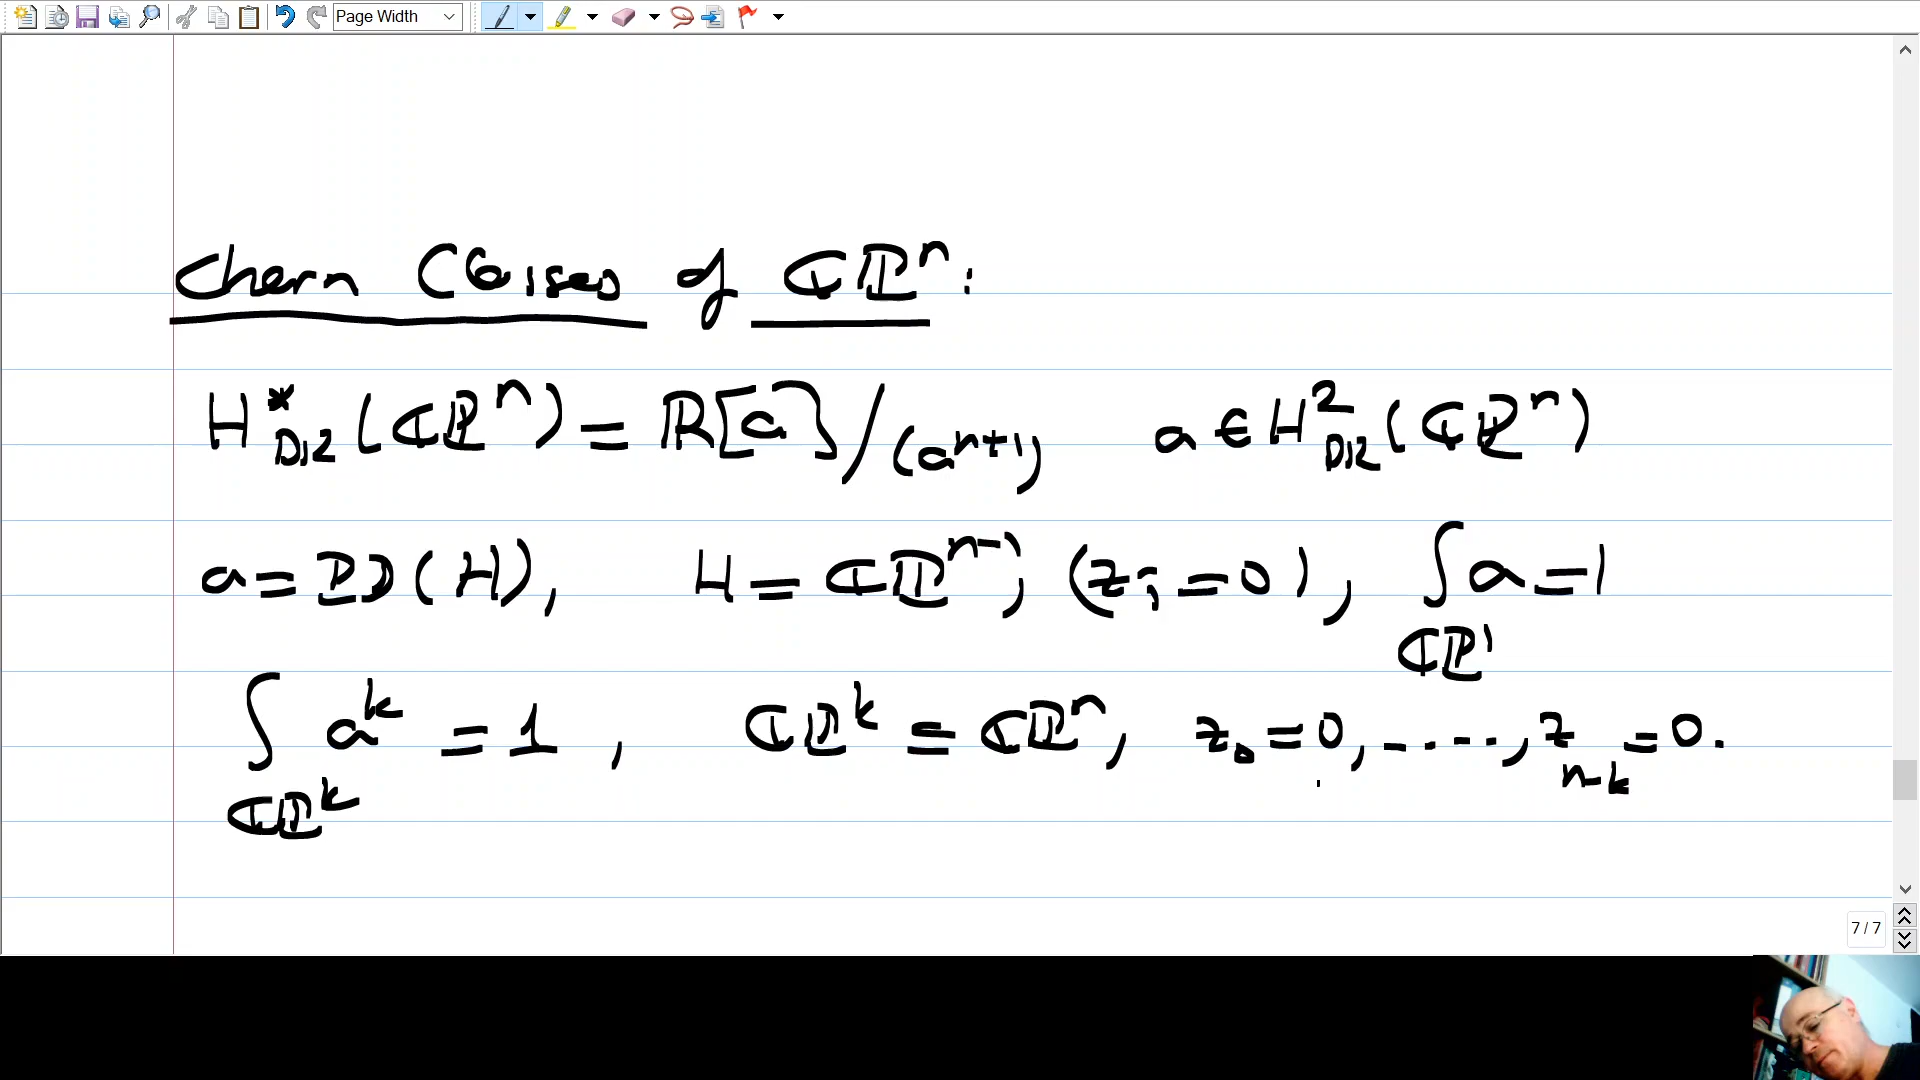 Page Width
Chern Classes of ℂℙⁿ:
H*_DR(ℂℙⁿ) = ℝ[a]/(aⁿ⁺¹) a ∈ H²_DR(ℂℙⁿ)
a = PD(H), H = ℂℙⁿ⁻¹, (z_i = 0), ∫_ℂℙ¹ a = 1
∫_ℂℙᵏ aᵏ = 1, ℂℙᵏ ⊆ ℂℙⁿ, z₀ = 0, ....., z_n-k = 0.
7 / 7